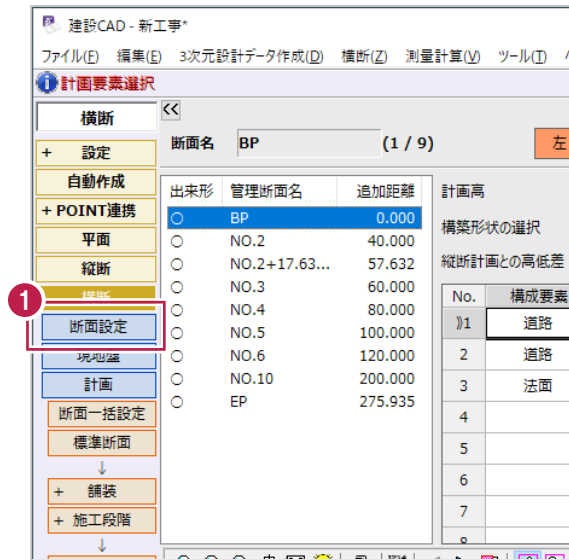 建設CAD - 新工事*
ファイル(F) 編集(E) 3次元設計データ作成(D) 横断(Z) 測量計算(V) ツール(T)
計画要素選択
横断
+ 設定
自動作成
+ POINT連携
平面
縦断
横断
1
断面設定
現地盤
計画
断面一括設定
標準断面
↓
+ 舗装
+ 施工段階
↓
<<
断面名 BP (1 / 9) 左
出来形 管理断面名 追加距離
○ BP 0.000
○ NO.2 40.000
○ NO.2+17.63... 57.632
○ NO.3 60.000
○ NO.4 80.000
○ NO.5 100.000
○ NO.6 120.000
○ NO.10 200.000
○ EP 275.935
計画高
構築形状の選択
縦断計画との高低差
No. 構成要素
》1 道路
2 道路
3 法面
4
5
6
7
8